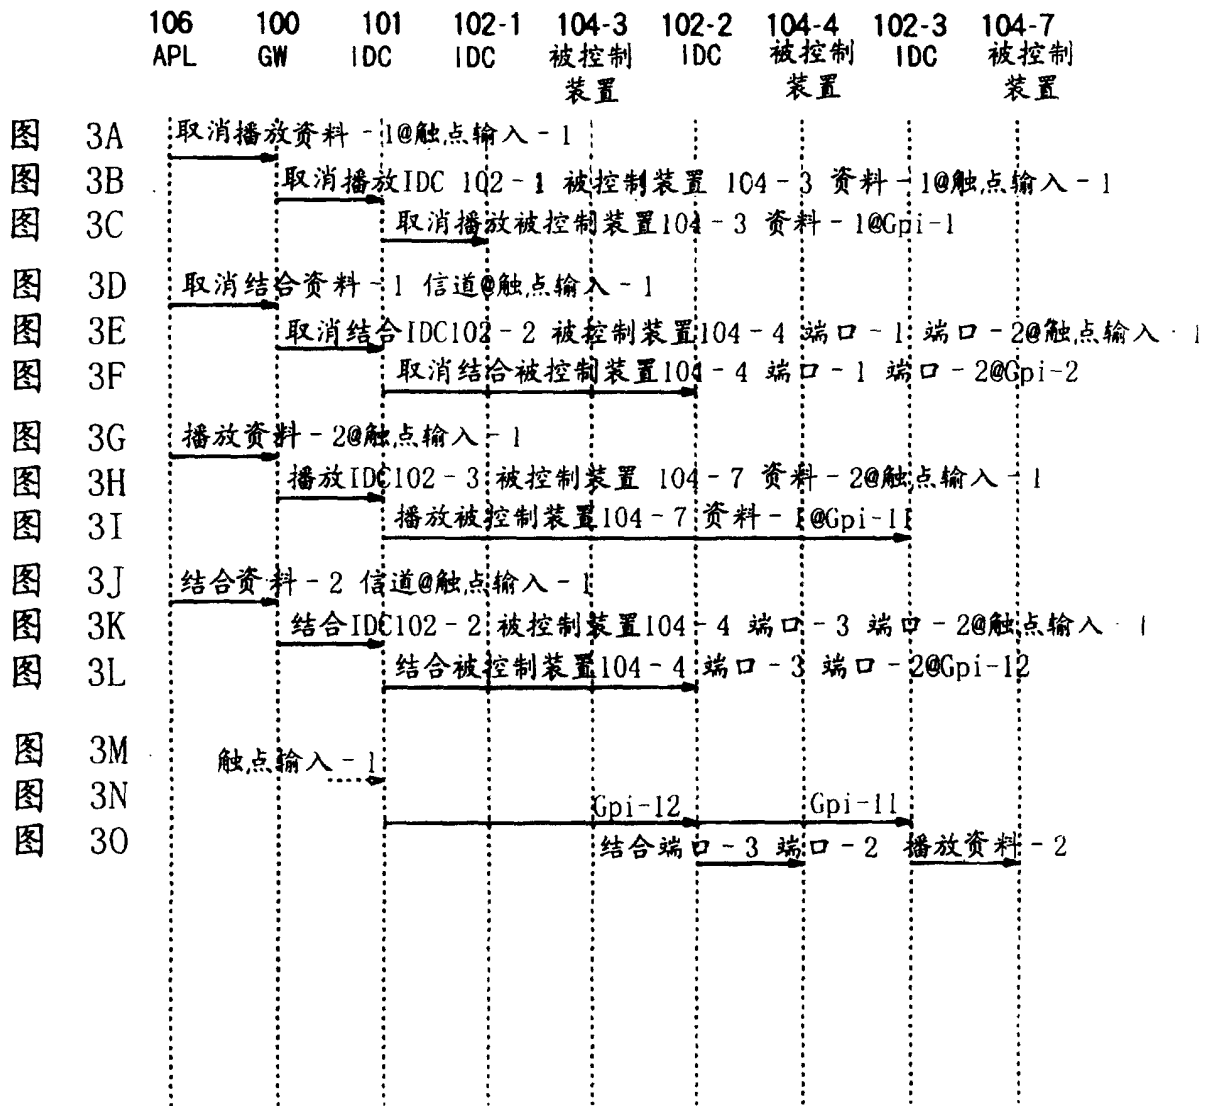 106 100 101 102-1 104-3 102-2 104-4 102-3 104-7
APL GW IDC IDC 被控制装置 IDC 被控制装置 IDC 被控制装置
图 3A 取消播放资料-1@触点输入-1
图 3B 取消播放IDC 102-1 被控制装置 104-3 资料-1@触点输入-1
图 3C 取消播放被控制装置104-3 资料-1@Gpi-1
图 3D 取消结合资料-1 信道@触点输入-1
图 3E 取消结合IDC102-2 被控制装置104-4 端口-1 端口-2@触点输入-1
图 3F 取消结合被控制装置104-4 端口-1 端口-2@Gpi-2
图 3G 播放资料-2@触点输入-1
图 3H 播放IDC102-3 被控制装置 104-7 资料-2@触点输入-1
图 3I 播放被控制装置104-7 资料-1@Gpi-11
图 3J 结合资料-2 信道@触点输入-1
图 3K 结合IDC102-2 被控制装置104-4 端口-3 端口-2@触点输入-1
图 3L 结合被控制装置104-4 端口-3 端口-2@Gpi-12
图 3M 触点输入-1
图 3N Gpi-12 Gpi-11
图 3O 结合端口-3 端口-2 播放资料-2